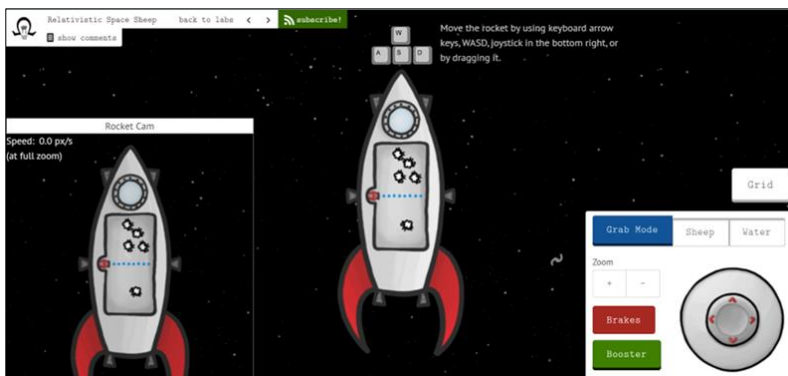 Relativistic Space Sheep
back to labs
<
>
subscribe!
show comments
W
A S D
Move the rocket by using keyboard arrow
keys, WASD, joystick in the bottom right, or
by dragging it.
Rocket Cam
Speed: 0.0 px/s
(at full zoom)
Grid
Grab Mode
Sheep
Water
Zoom
+
-
Brakes
Booster